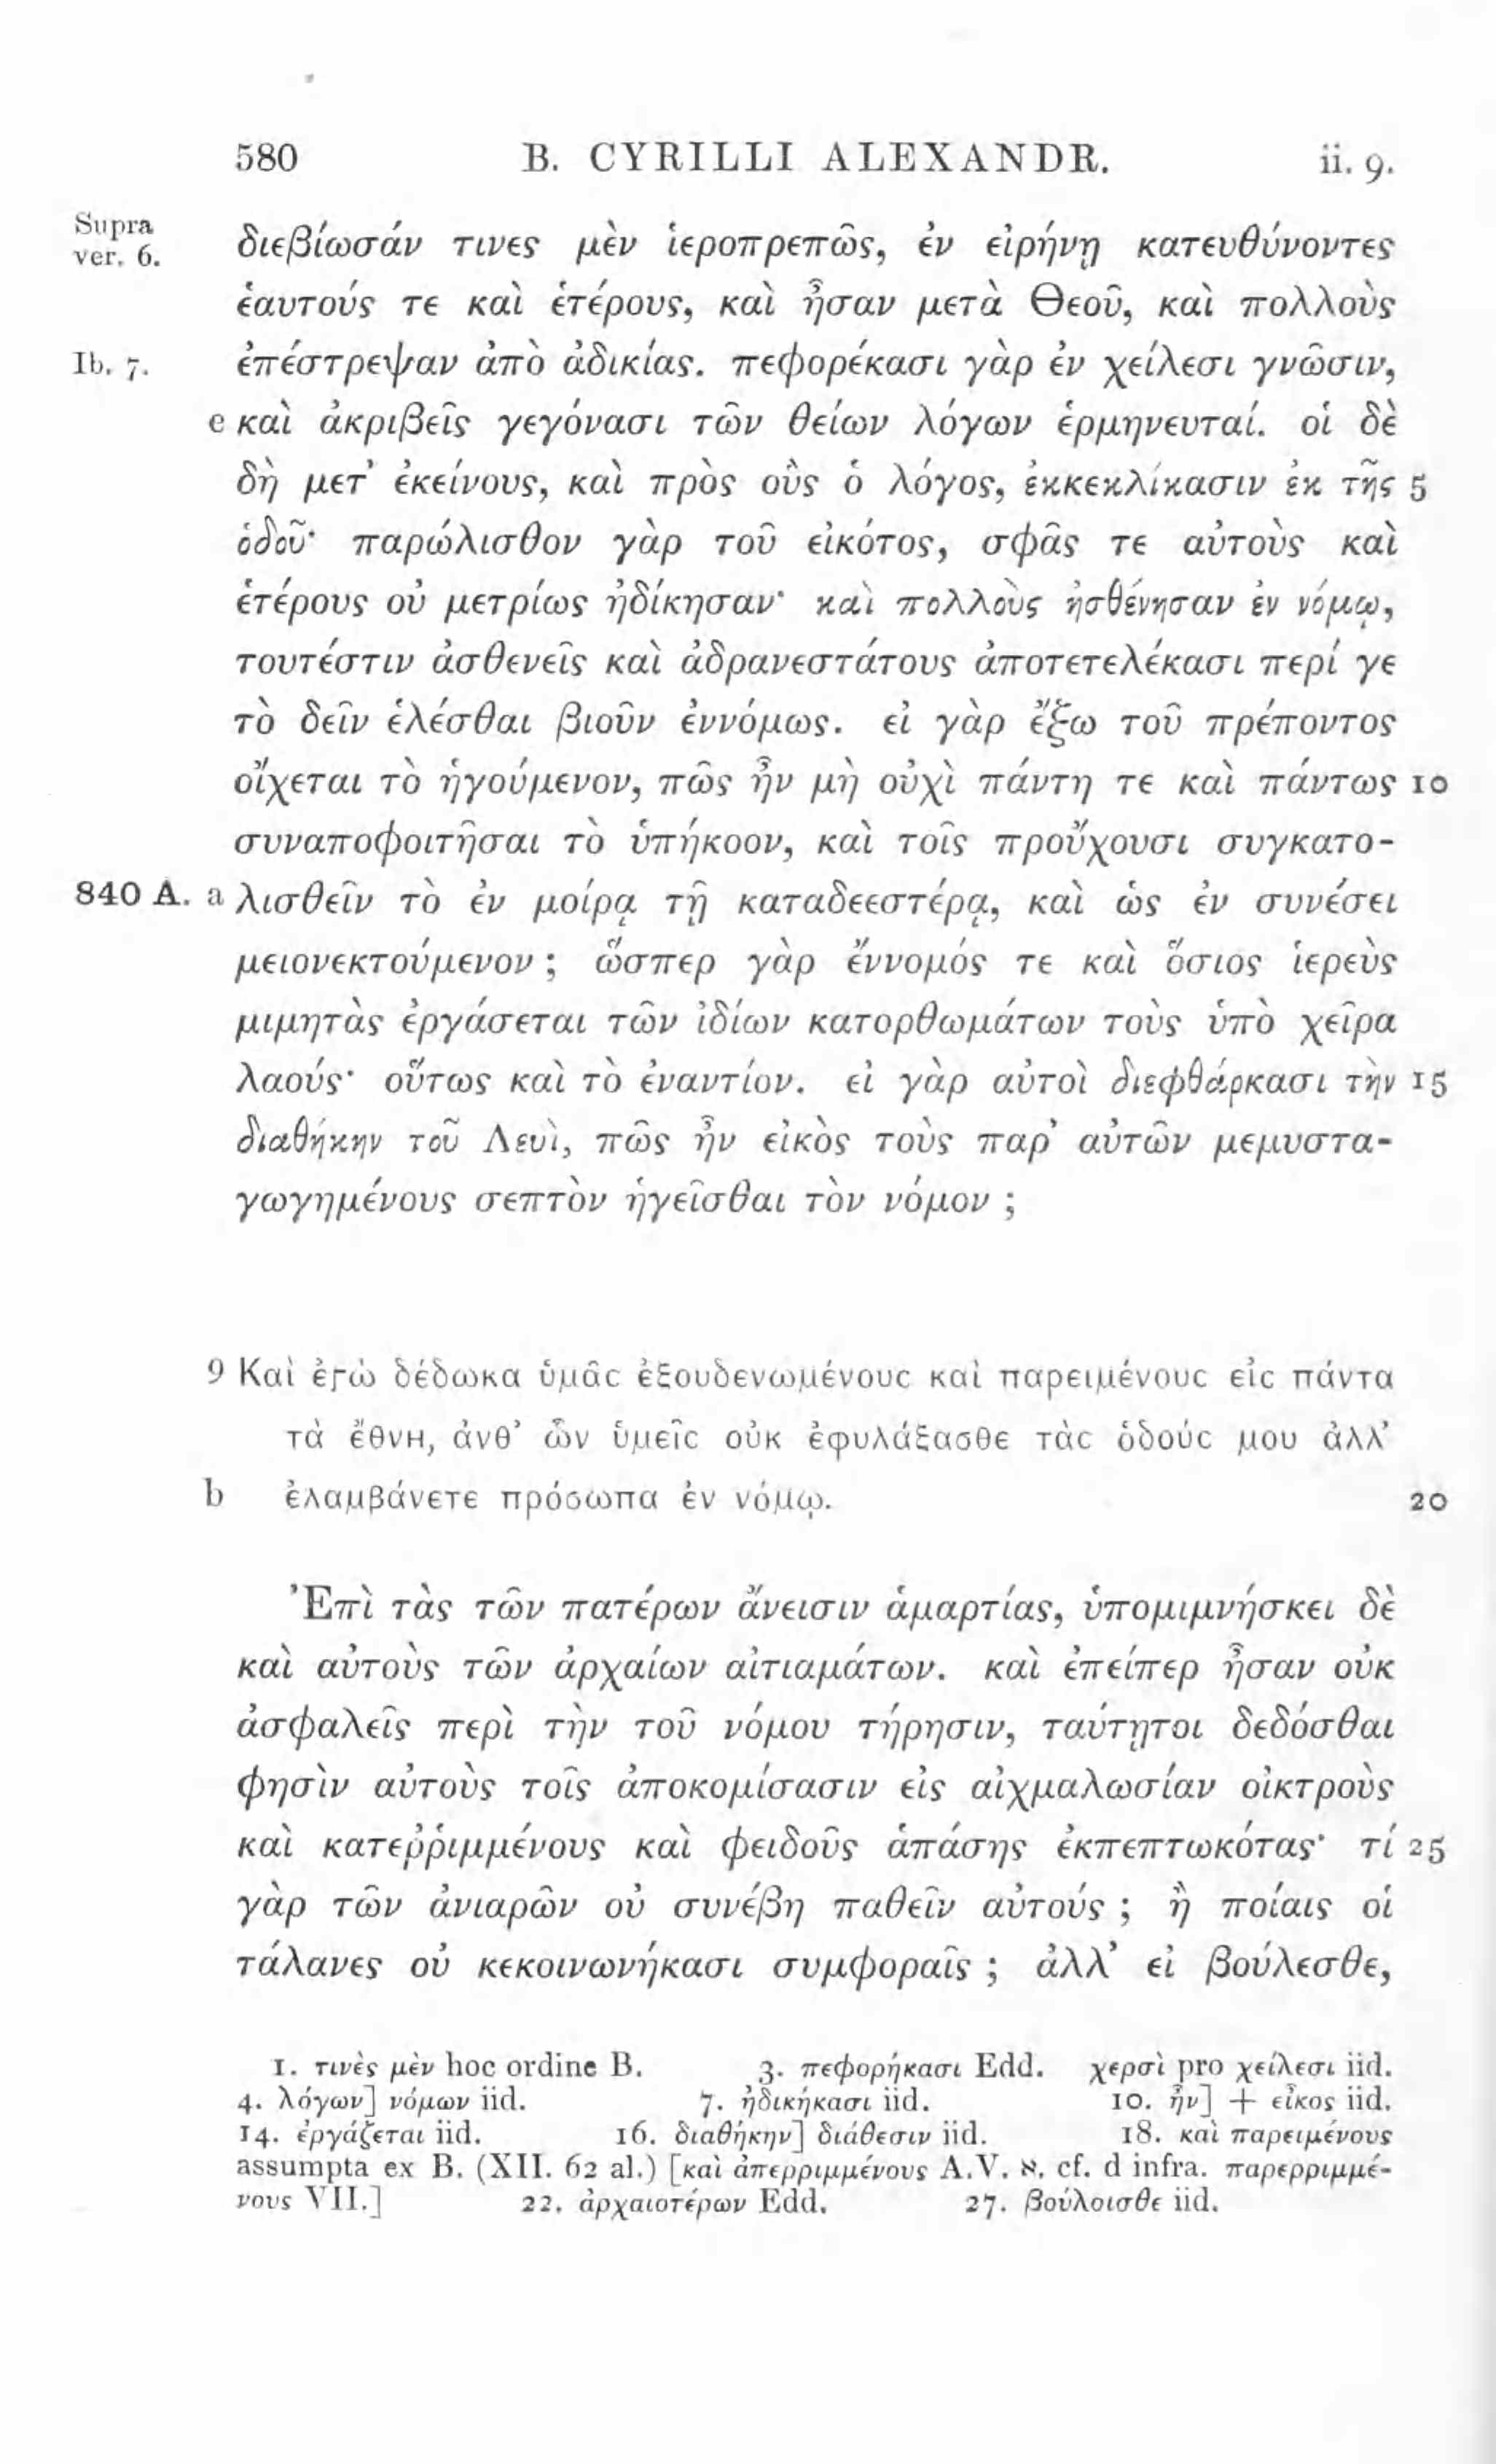 580 B. CYRILLI ALEXANDR. ii. 9.
Supra ver. 6. διεβίωσάν τινες μὲν ἱεροπρεπῶς, ἐν εἰρήνῃ κατευθύνοντες
ἑαυτούς τε καὶ ἑτέρους, καὶ ἦσαν μετὰ Θεοῦ, καὶ πολλοὺς
Ib. 7. ἐπέστρεψαν ἀπὸ ἀδικίας. πεφορέκασι γὰρ ἐν χείλεσι γνῶσιν,
e καὶ ἀκριβεῖς γεγόνασι τῶν θείων λόγων ἑρμηνευταί. οἱ δὲ
δὴ μετ’ ἐκείνους, καὶ πρὸς οὓς ὁ λόγος, ἐκκεκλίκασιν ἐκ τῆς 5
ὁδοῦ· παρώλισθον γὰρ τοῦ εἰκότος, σφᾶς τε αὐτοὺς καὶ
ἑτέρους οὐ μετρίως ἠδίκησαν· καὶ πολλοὺς ἠσθένησαν ἐν νόμῳ,
τουτέστιν ἀσθενεῖς καὶ ἀδρανεστάτους ἀποτετελέκασι περί γε
τὸ δεῖν ἑλέσθαι βιοῦν ἐννόμως. εἰ γὰρ ἔξω τοῦ πρέποντος
οἴχεται τὸ ἡγούμενον, πῶς ἦν μὴ οὐχὶ πάντη τε καὶ πάντως 10
συναποφοιτῆσαι τὸ ὑπήκοον, καὶ τοῖς προὔχουσι συγκατο-
840 A. a λισθεῖν τὸ ἐν μοίρᾳ τῇ καταδεεστέρᾳ, καὶ ὡς ἐν συνέσει
μειονεκτούμενον ; ὥσπερ γὰρ ἔννομός τε καὶ ὅσιος ἱερεὺς
μιμητὰς ἐργάσεται τῶν ἰδίων κατορθωμάτων τοὺς ὑπὸ χεῖρα
λαούς· οὕτως καὶ τὸ ἐναντίον. εἰ γὰρ αὐτοὶ διεφθάρκασι τὴν 15
διαθήκην τοῦ Λευὶ, πῶς ἦν εἰκὸς τοὺς παρ’ αὐτῶν μεμυστα-
γωγημένους σεπτὸν ἡγεῖσθαι τὸν νόμον ;
9 Καὶ ἐγὼ δέδωκα ὑμᾶς ἐξουδενωμένους καὶ παρειμένους εἰς πάντα
τὰ ἔθνη, ἀνθ’ ὧν ὑμεῖς οὐκ ἐφυλάξασθε τὰς ὁδούς μου ἀλλ’
b ἐλαμβάνετε πρόσωπα ἐν νόμῳ. 20
Ἐπὶ τὰς τῶν πατέρων ἄνεισιν ἁμαρτίας, ὑπομιμνήσκει δὲ
καὶ αὐτοὺς τῶν ἀρχαίων αἰτιαμάτων. καὶ ἐπείπερ ἦσαν οὐκ
ἀσφαλεῖς περὶ τὴν τοῦ νόμου τήρησιν, ταύτῃτοι δεδόσθαι
φησὶν αὐτοὺς τοῖς ἀποκομίσασιν εἰς αἰχμαλωσίαν οἰκτροὺς
καὶ κατεῤῥιμμένους καὶ φειδοῦς ἁπάσης ἐκπεπτωκότας· τί 25
γὰρ τῶν ἀνιαρῶν οὐ συνέβη παθεῖν αὐτούς ; ἢ ποίαις οἱ
τάλανες οὐ κεκοινωνήκασι συμφοραῖς ; ἀλλ’ εἰ βούλεσθε,
1. τινὲς μὲν hoc ordine B. 3. πεφορήκασι Edd. χερσὶ pro χείλεσι iid.
4. λόγων] νόμων iid. 7. ἠδικήκασι iid. 10. ἦν] + εἶκος iid.
14. ἐργάζεται iid. 16. διαθήκην] διάθεσιν iid. 18. καὶ παρειμένους
assumpta ex B. (XII. 62 al.) [καὶ ἀπερριμμένους A.V. א. cf. d infra. παρερριμμέ-
νους VII.] 22. ἀρχαιοτέρων Edd. 27. βούλοισθε iid.